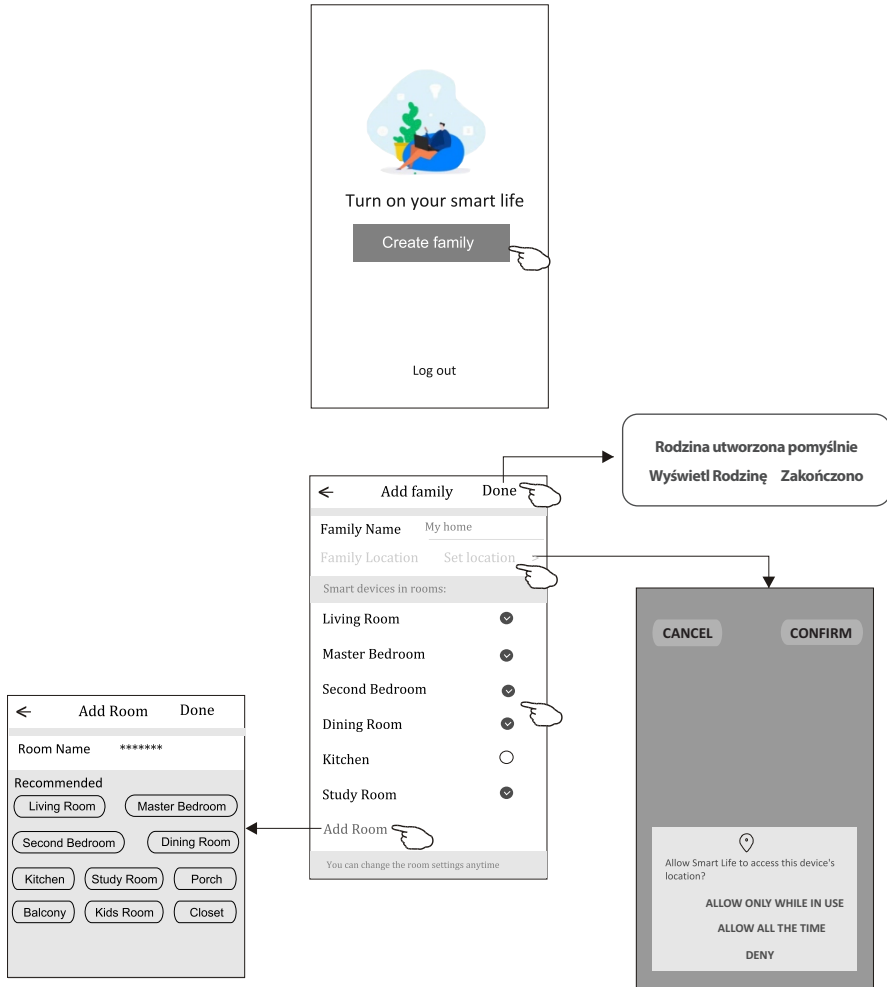 Turn on your smart life
Create family
Log out
Rodzina utworzona pomyślnie
Wyświetl Rodzinę Zakończono
Add family Done
Family Name My home
Family Location Set location >
Smart devices in rooms:
Living Room
Master Bedroom
Second Bedroom
Dining Room
Kitchen
Study Room
Add Room
You can change the room settings anytime
CANCEL CONFIRM
Allow Smart Life to access this device's
location?
ALLOW ONLY WHILE IN USE
ALLOW ALL THE TIME
DENY
Add Room Done
Room Name *******
Recommended
Living Room Master Bedroom
Second Bedroom Dining Room
Kitchen Study Room Porch
Balcony Kids Room Closet